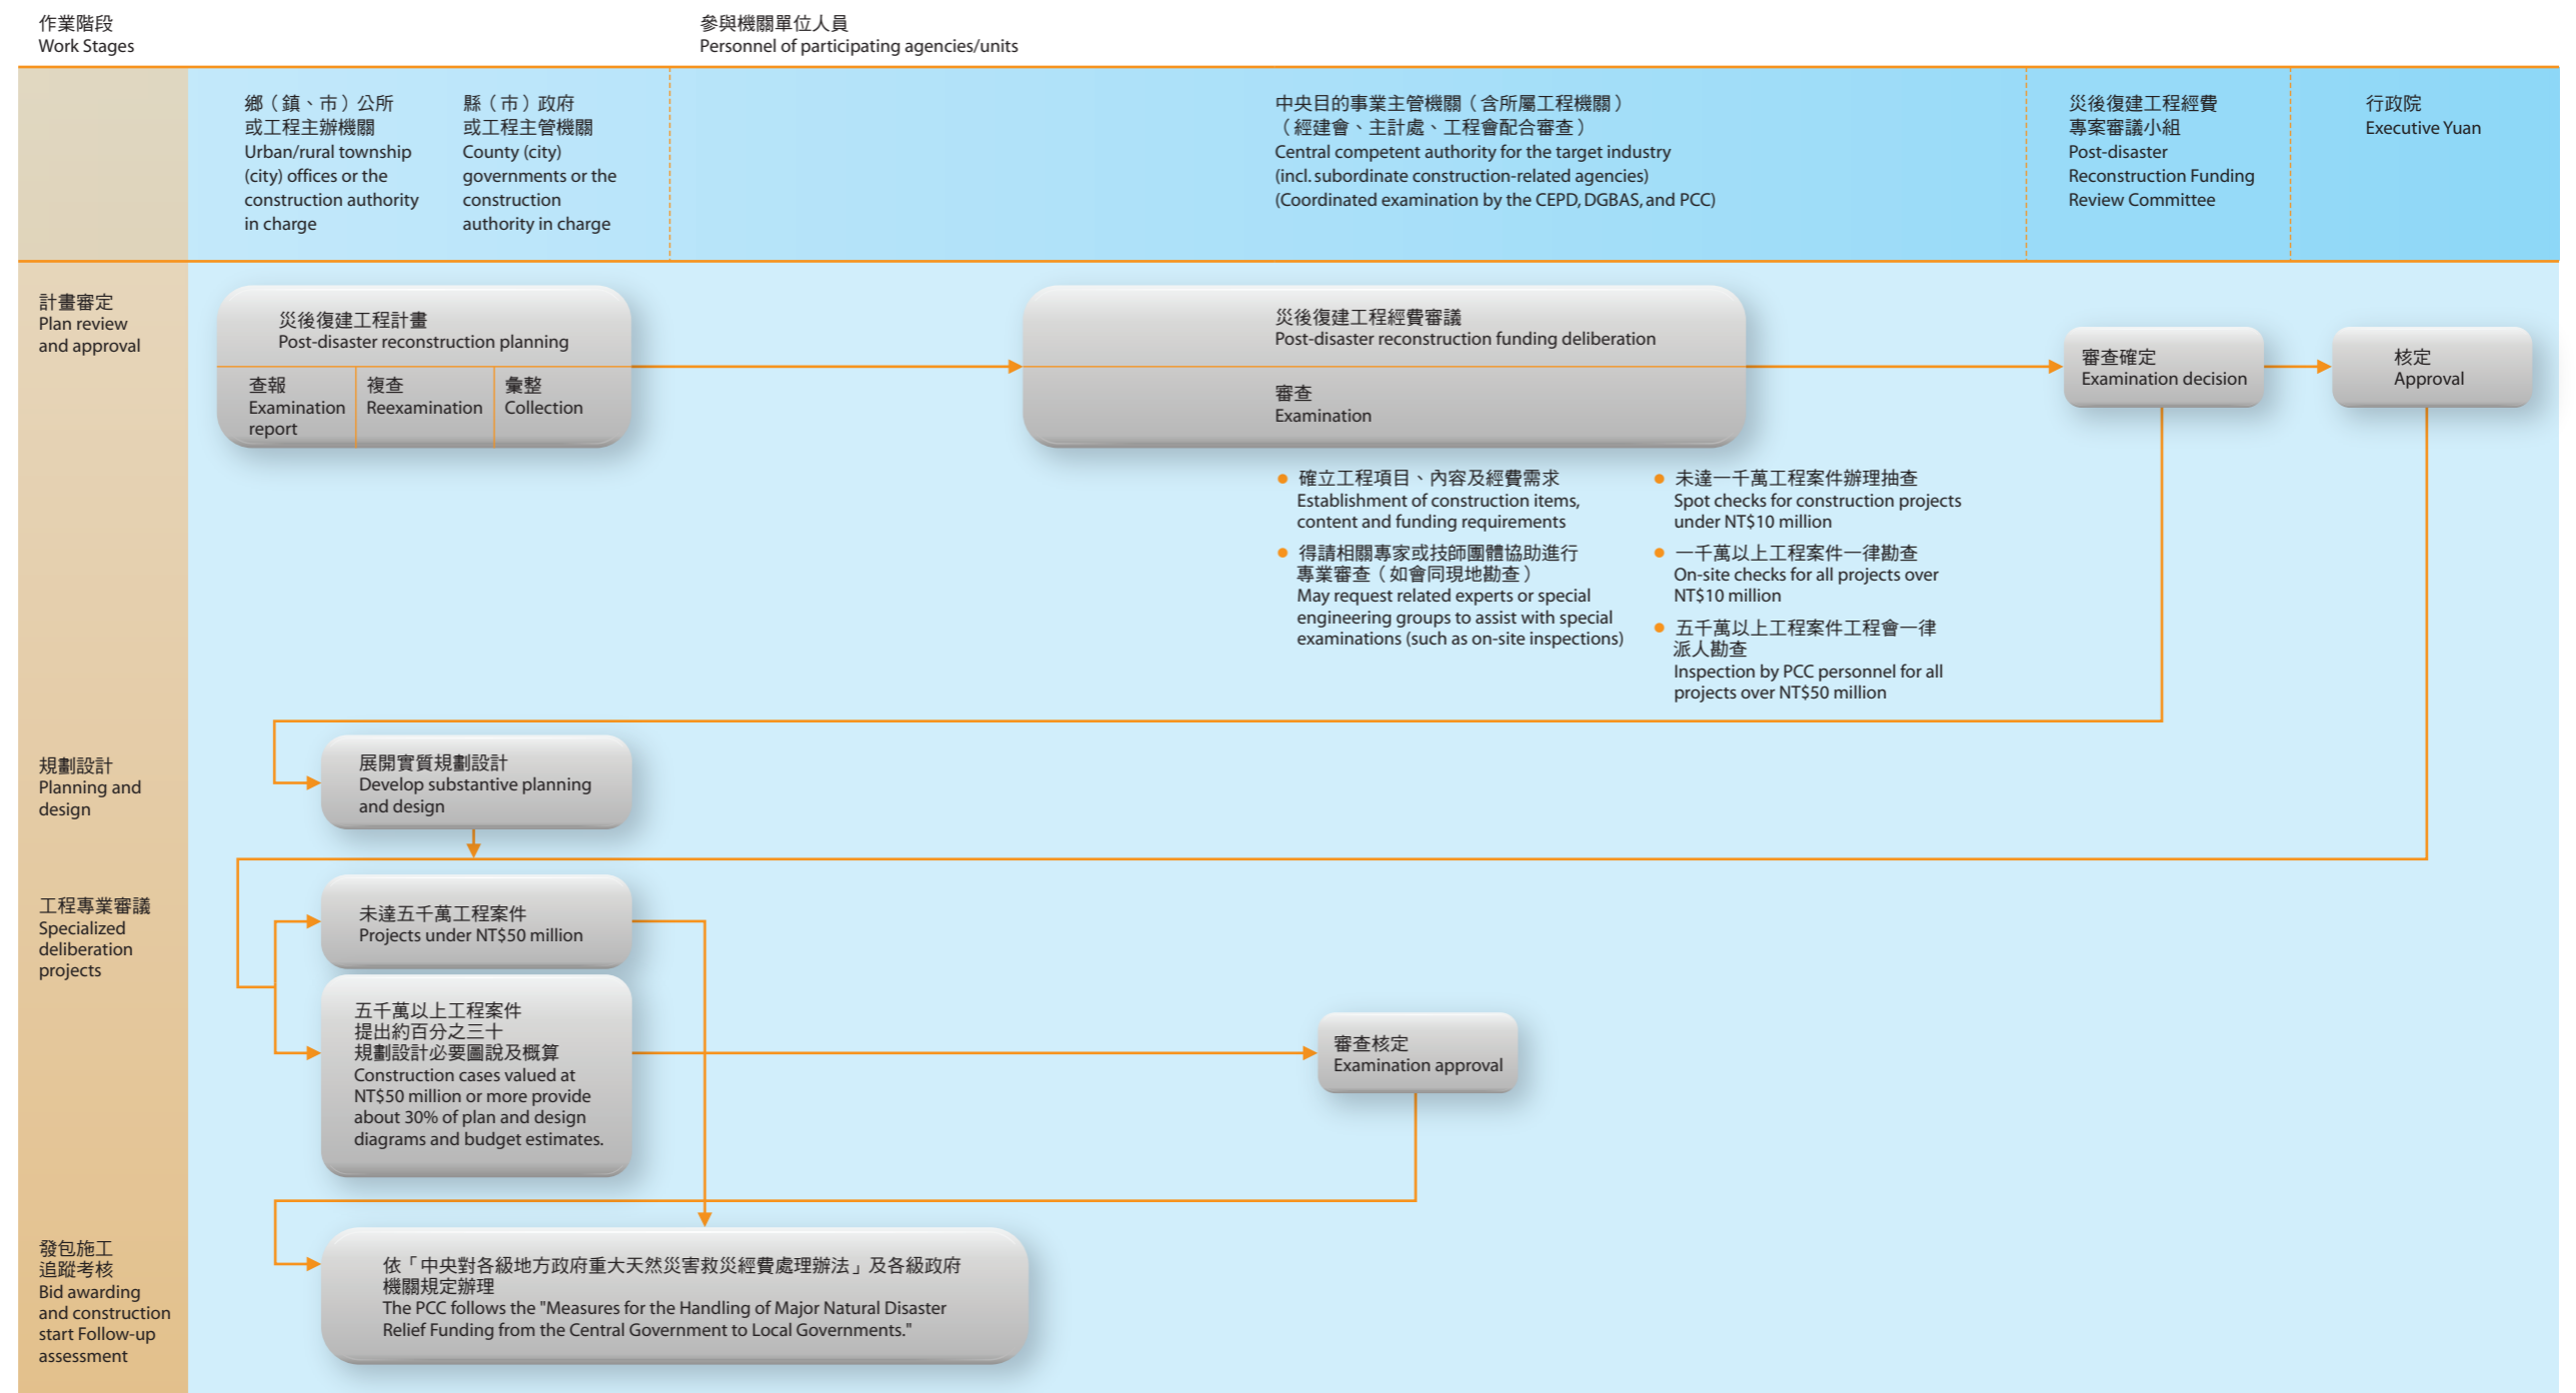 作業階段
Work Stages
參與機關單位人員
Personnel of participating agencies/units
鄉（鎮、市）公所
或工程主辦機關
Urban/rural township
(city) offices or the
construction authority
in charge
縣（市）政府
或工程主管機關
County (city)
governments or the
construction
authority in charge
中央目的事業主管機關（含所屬工程機關）
（經建會、主計處、工程會配合審查）
Central competent authority for the target industry
(incl. subordinate construction-related agencies)
(Coordinated examination by the CEPD, DGBAS, and PCC)
災後復建工程經費
專案審議小組
Post-disaster
Reconstruction Funding
Review Committee
行政院
Executive Yuan
計畫審定
Plan review
and approval
災後復建工程計畫
Post-disaster reconstruction planning
查報
Examination
report
複查
Reexamination
彙整
Collection
災後復建工程經費審議
Post-disaster reconstruction funding deliberation
審查
Examination
審查確定
Examination decision
核定
Approval
● 確立工程項目、內容及經費需求
Establishment of construction items,
content and funding requirements
● 得請相關專家或技師團體協助進行
專業審查（如會同現地勘查）
May request related experts or special
engineering groups to assist with special
examinations (such as on-site inspections)
● 未達一千萬工程案件辦理抽查
Spot checks for construction projects
under NT$10 million
● 一千萬以上工程案件一律勘查
On-site checks for all projects over
NT$10 million
● 五千萬以上工程案件工程會一律
派人勘查
Inspection by PCC personnel for all
projects over NT$50 million
規劃設計
Planning and
design
展開實質規劃設計
Develop substantive planning
and design
工程專業審議
Specialized
deliberation
projects
未達五千萬工程案件
Projects under NT$50 million
五千萬以上工程案件
提出約百分之三十
規劃設計必要圖說及概算
Construction cases valued at
NT$50 million or more provide
about 30% of plan and design
diagrams and budget estimates.
審查核定
Examination approval
發包施工
追蹤考核
Bid awarding
and construction
start Follow-up
assessment
依「中央對各級地方政府重大天然災害救災經費處理辦法」及各級政府
機關規定辦理
The PCC follows the "Measures for the Handling of Major Natural Disaster
Relief Funding from the Central Government to Local Governments."